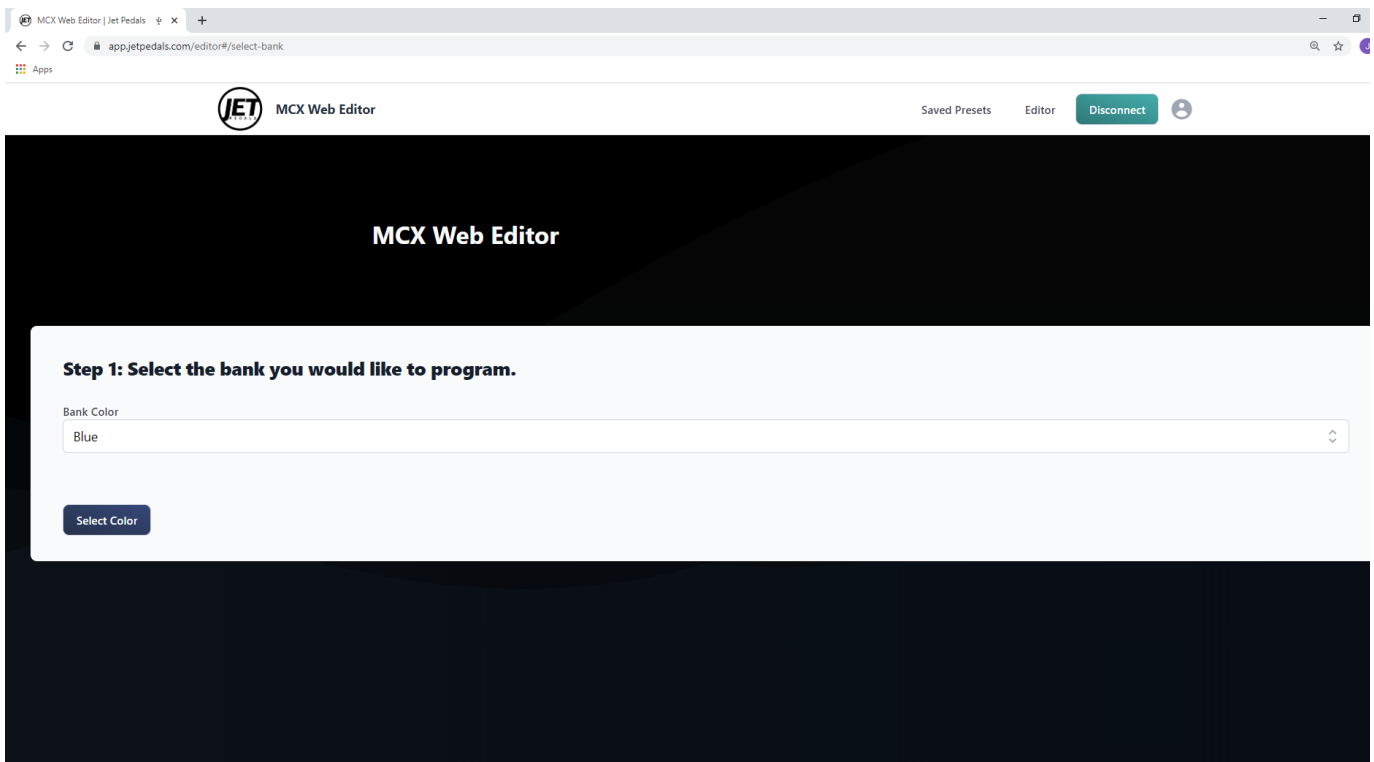 MCX Web Editor | Jet Pedals
app.jetpedals.com/editor#/select-bank
Apps
JET
PEDALS
MCX Web Editor
Saved Presets
Editor
Disconnect
MCX Web Editor
Step 1: Select the bank you would like to program.
Bank Color
Blue
Select Color